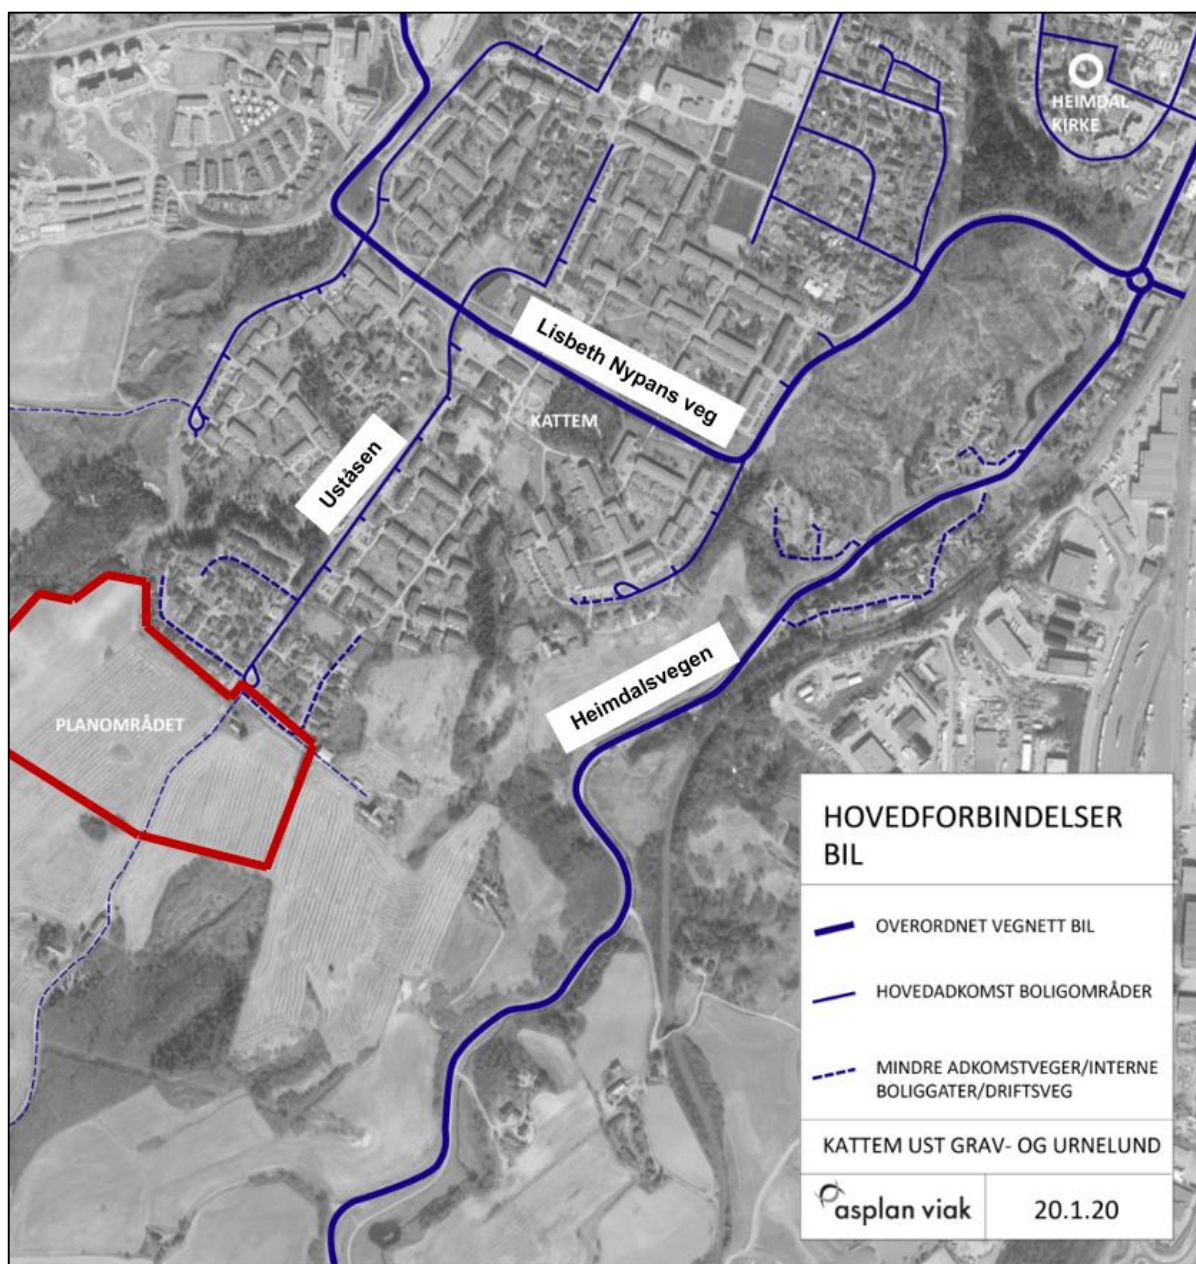 HEIMDAL
KIRKE
Lisbeth Nypans veg
KATTEM
Uståsen
Heimdalsvegen
PLANOMRÅDET
HOVEDFORBINDELSER
BIL
OVERORDNET VEGNETT BIL
HOVEDADKOMST BOLIGOMRÅDER
MINDRE ADKOMSTVEGER/INTERNE
BOLIGGATER/DRIFTSVEG
KATTEM UST GRAV- OG URNELUND
asplan viak
20.1.20